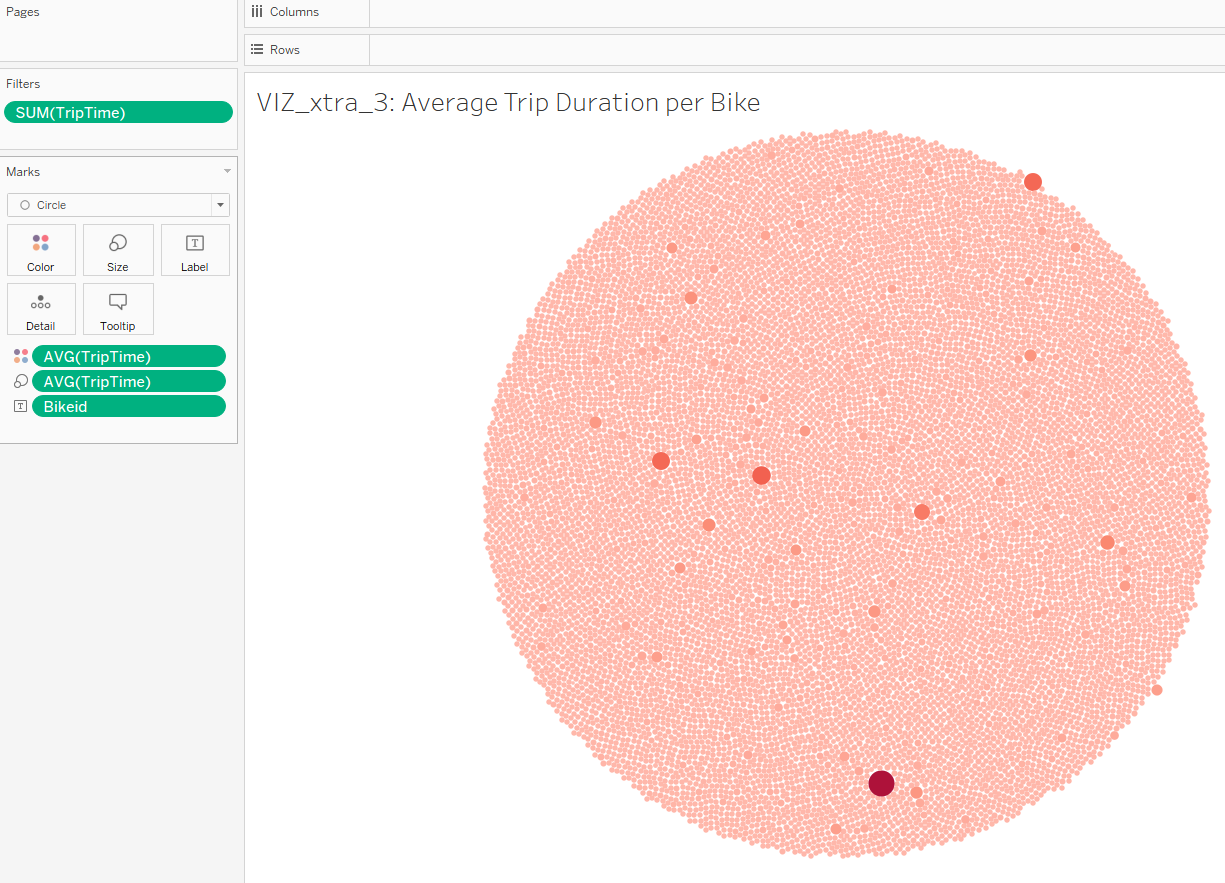 Pages
Columns
Rows
Filters
SUM(TripTime)
VIZ_xtra_3: Average Trip Duration per Bike
Marks
Circle
Color
Size
T
Label
Detail
Tooltip
AVG(TripTime)
AVG(TripTime)
T
Bikeid